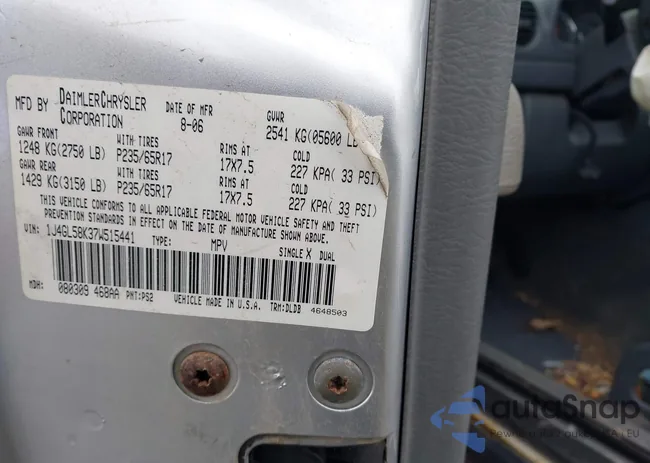 MFD BY DAIMLERCHRYSLER CORPORATION DATE OF MFR 8-06 GVWR 2541 KG(05600 LB
GAWR FRONT WITH TIRES RIMS AT COLD
1248 KG(2750 LB) P235/65R17 17X7.5 227 KPA( 33 PSI)
GAWR REAR WITH TIRES RIMS AT COLD
1429 KG(3150 LB) P235/65R17 17X7.5 227 KPA( 33 PSI)
THIS VEHICLE CONFORMS TO ALL APPLICABLE FEDERAL MOTOR VEHICLE SAFETY AND THEFT
PREVENTION STANDARDS IN EFFECT ON THE DATE OF MANUFACTURE SHOWN ABOVE.
VIN: 1J4GL58K37W515441 TYPE: MPV SINGLE X DUAL
MDH: 080309 468AA PNT:PS2 VEHICLE MADE IN U.S.A. TRM:DLDB 4648503
autoSnap